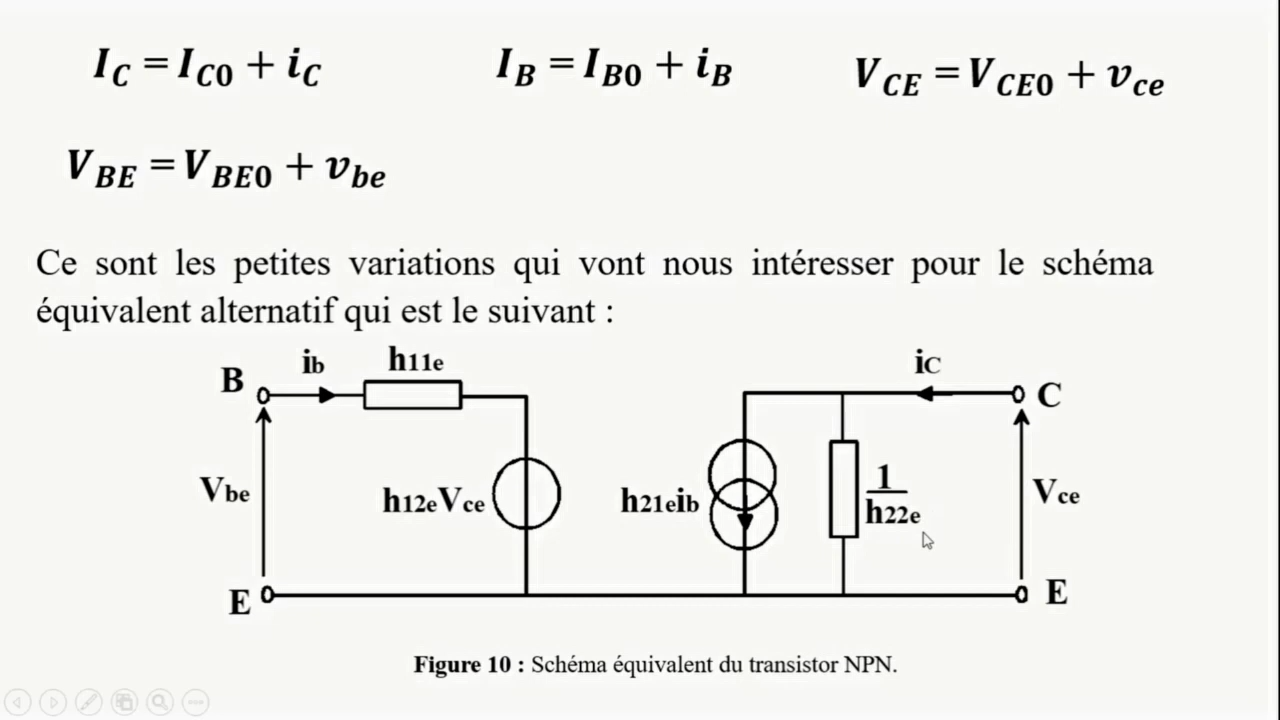 I_C = I_C0 + i_C
I_B = I_B0 + i_B
V_CE = V_CE0 + v_ce
V_BE = V_BE0 + v_be
Ce sont les petites variations qui vont nous intéresser pour le schéma
équivalent alternatif qui est le suivant :
B
ib
h11e
iC
C
Vbe
h12eVce
h21eib
1
h22e
Vce
E
E
Figure 10 : Schéma équivalent du transistor NPN.